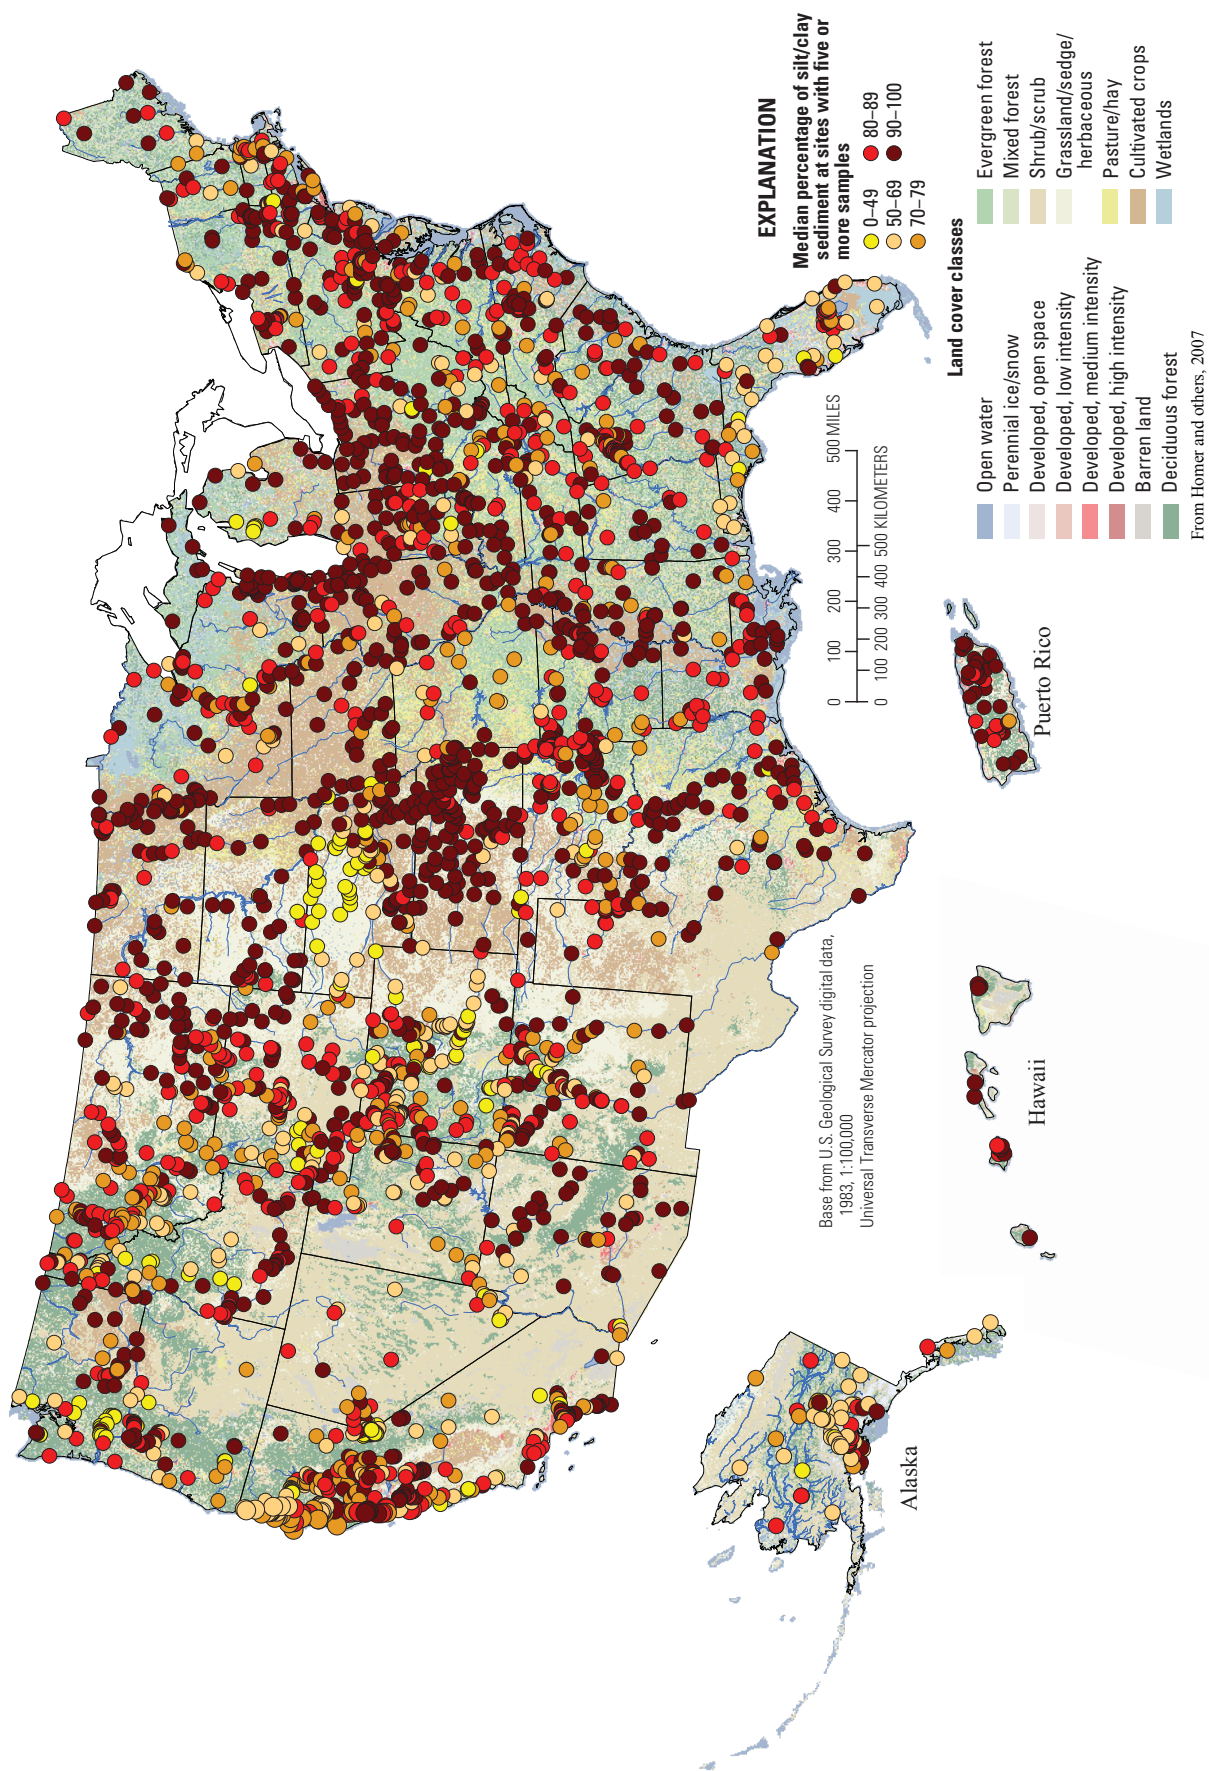 EXPLANATION
Median percentage of silt/clay
sediment at sites with five or
more samples
0–49
50–69
70–79
80–89
90–100
Land cover classes
Open water
Perennial ice/snow
Developed, open space
Developed, low intensity
Developed, medium intensity
Developed, high intensity
Barren land
Deciduous forest
Evergreen forest
Mixed forest
Shrub/scrub
Grassland/sedge/
herbaceous
Pasture/hay
Cultivated crops
Wetlands
From Homer and others, 2007
0 100 200 300 400 500 MILES
0 100 200 300 400 500 KILOMETERS
Base from U.S. Geological Survey digital data,
1983, 1:100,000
Universal Transverse Mercator projection
Alaska
Hawaii
Puerto Rico